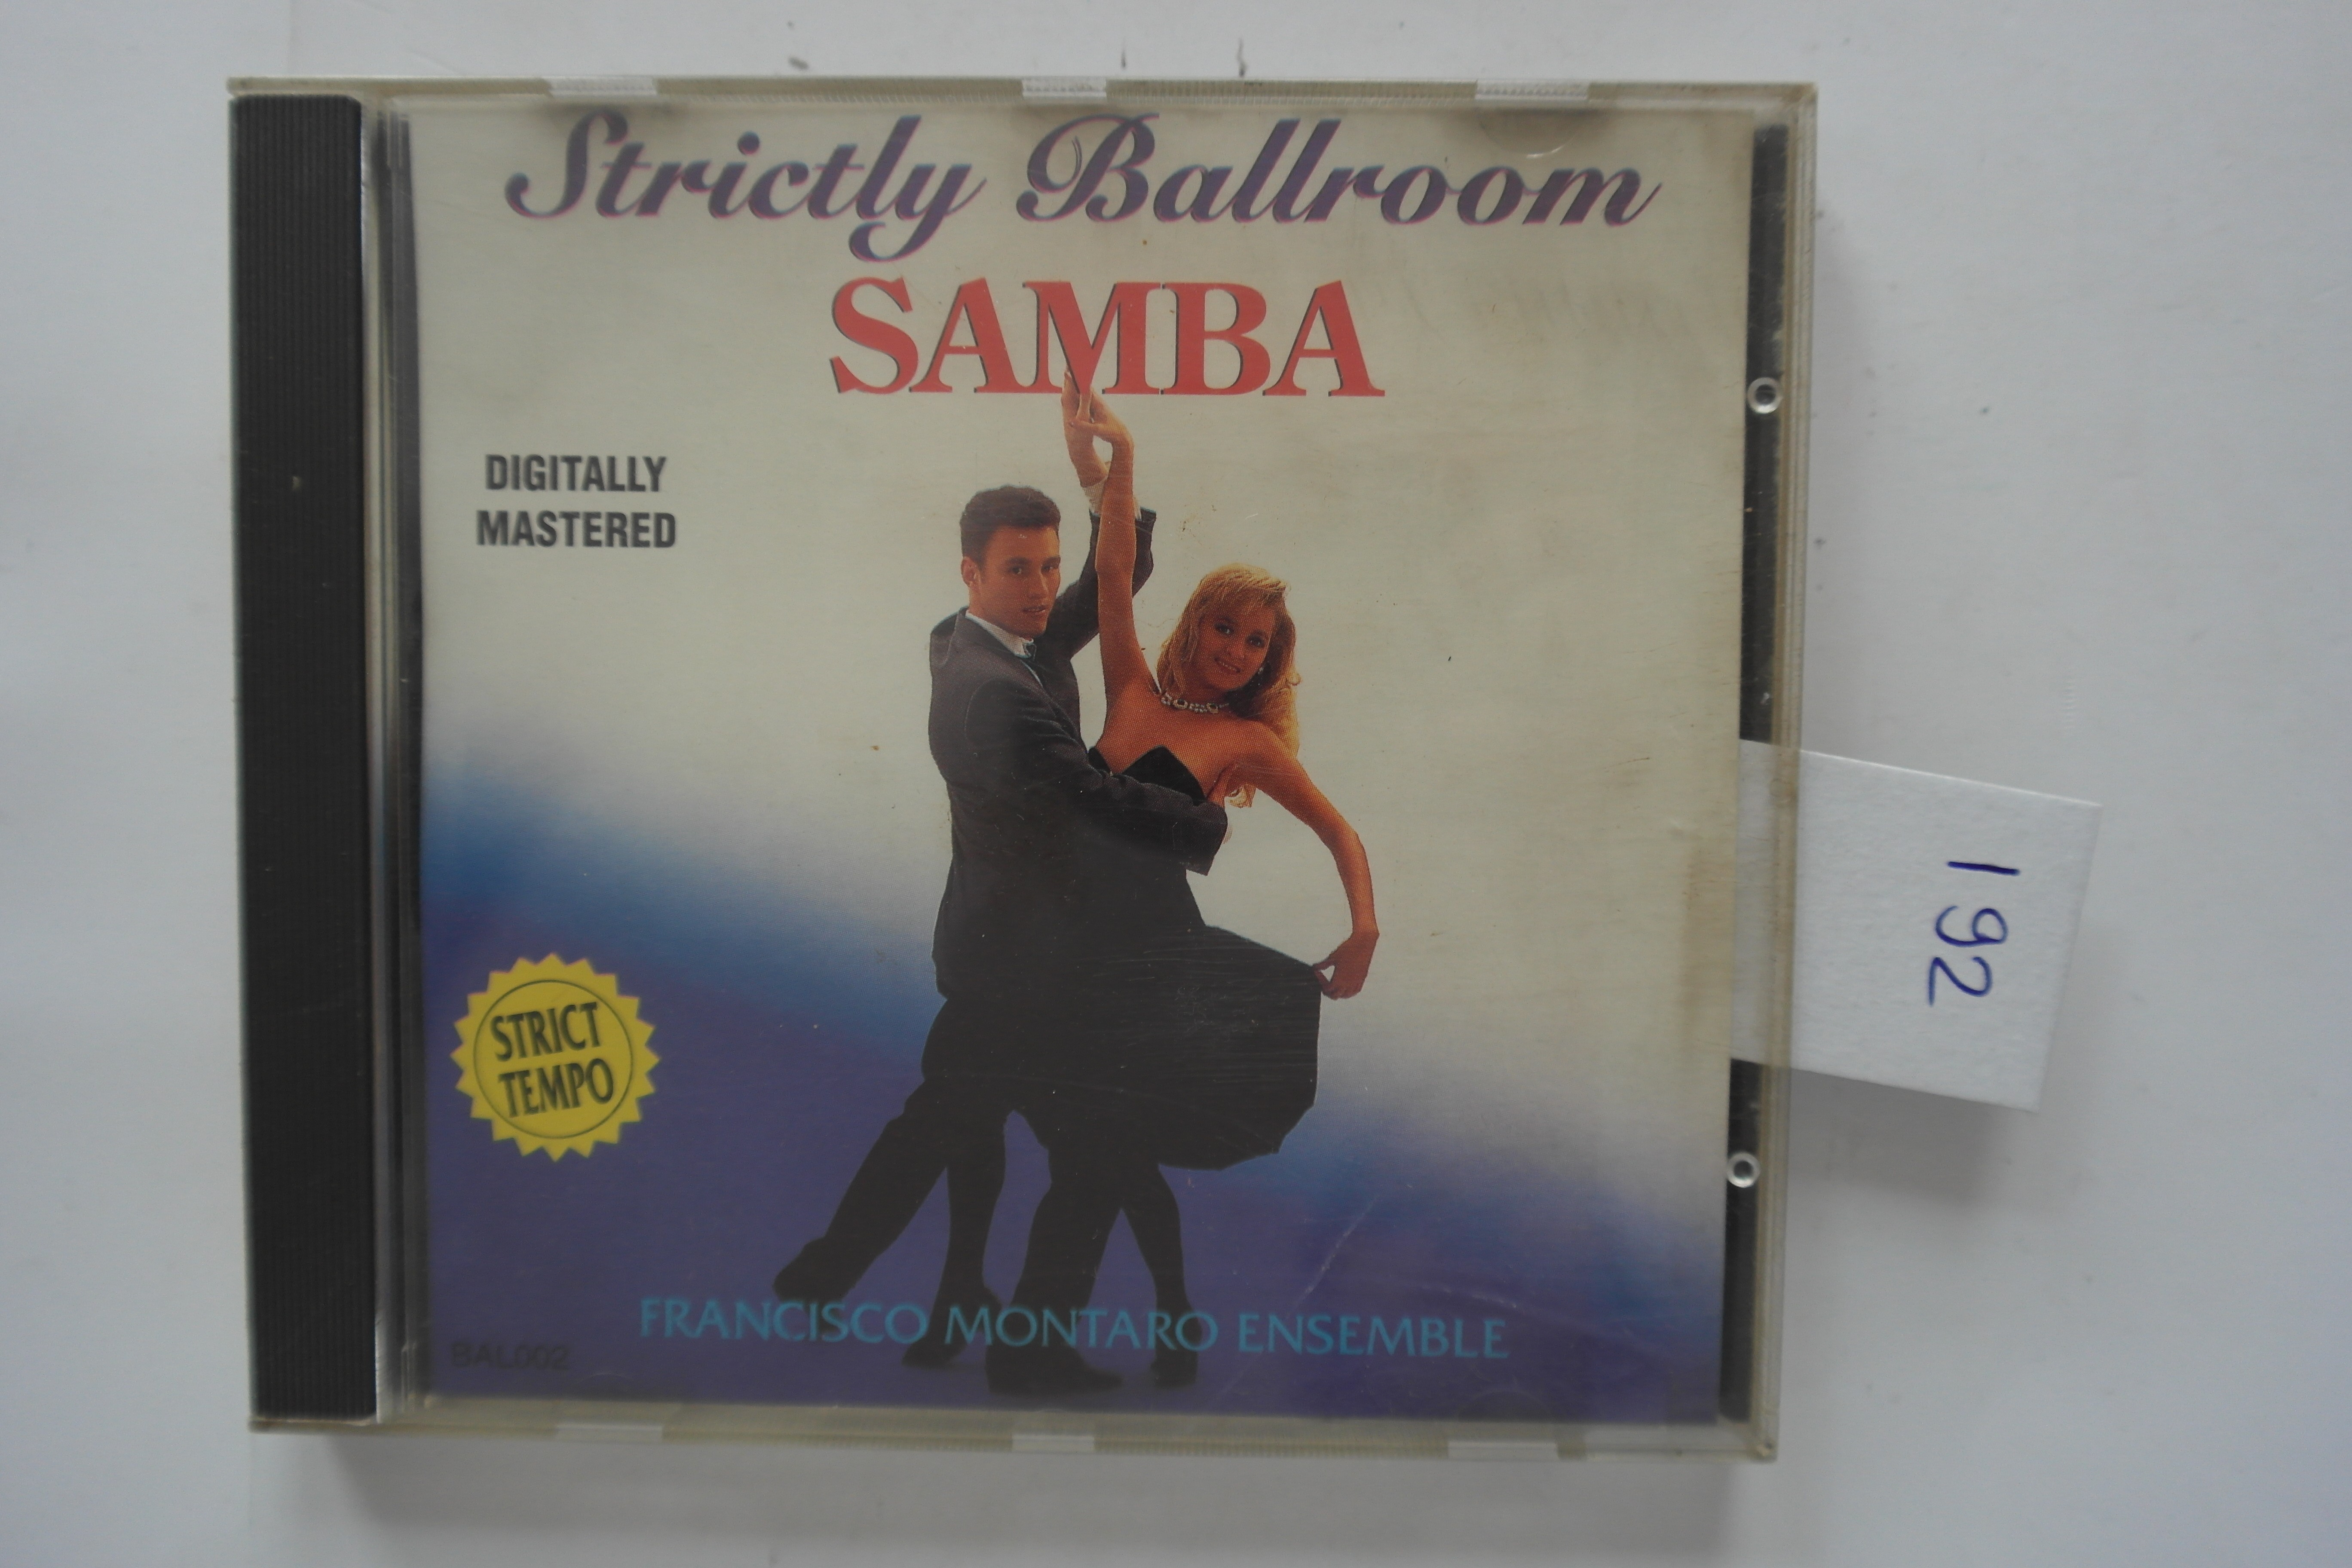 Strictly Ballroom
SAMBA
DIGITALLY
MASTERED
192
STRICT
TEMPO
FRANCISCO MONTARO ENSEMBLE
BAL002